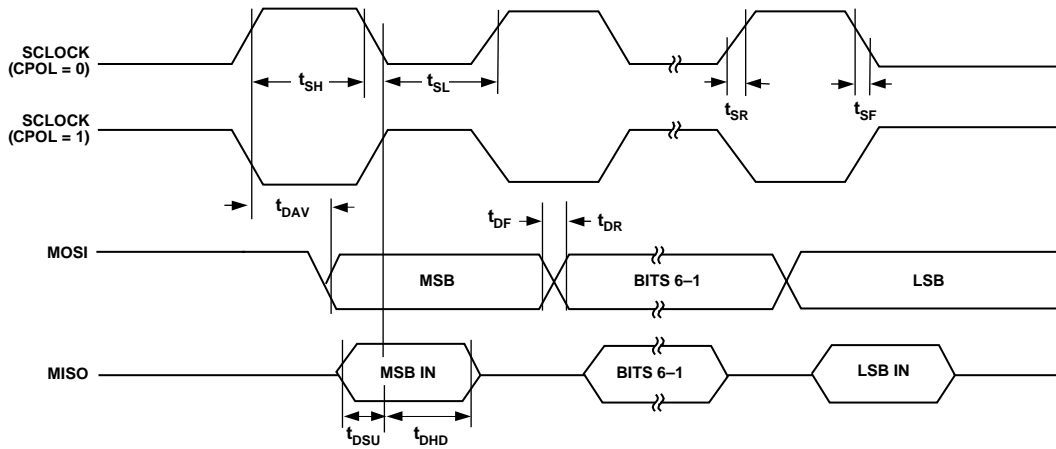 SCLOCK
(CPOL = 0)
tSH
tSL
tSR
tSF
SCLOCK
(CPOL = 1)
tDAV
tDF
tDR
MOSI
MSB
BITS 6–1
LSB
MISO
MSB IN
BITS 6–1
LSB IN
tDSU
tDHD